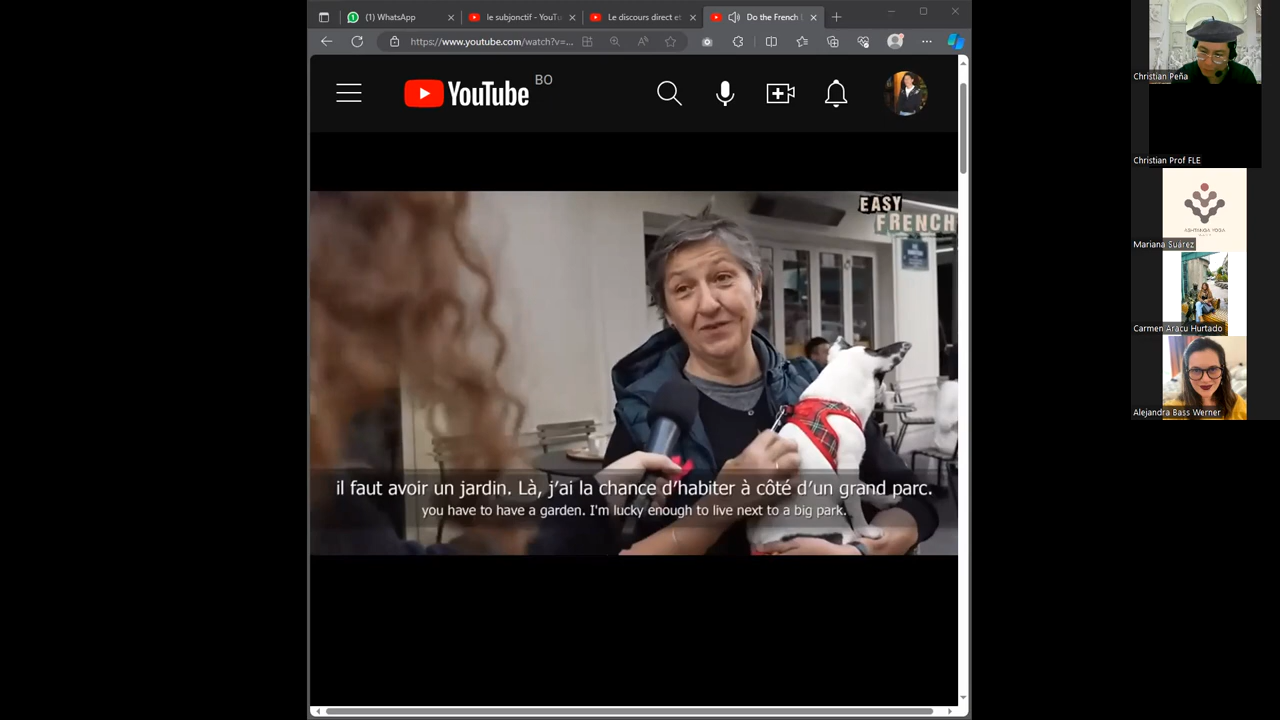 (1) WhatsApp
le subjonctif - YouTu
Le discours direct et
Do the French
https://www.youtube.com/watch?v=...
YouTube
BO
EASY
FRENCH
il faut avoir un jardin. Là, j'ai la chance d'habiter à côté d'un grand parc.
you have to have a garden. I'm lucky enough to live next to a big park.
Christian Peña
Christian Prof FLE
ASHTANGA YOGA
Mariana Suárez
Carmen Aracu Hurtado
Alejandra Bass Werner